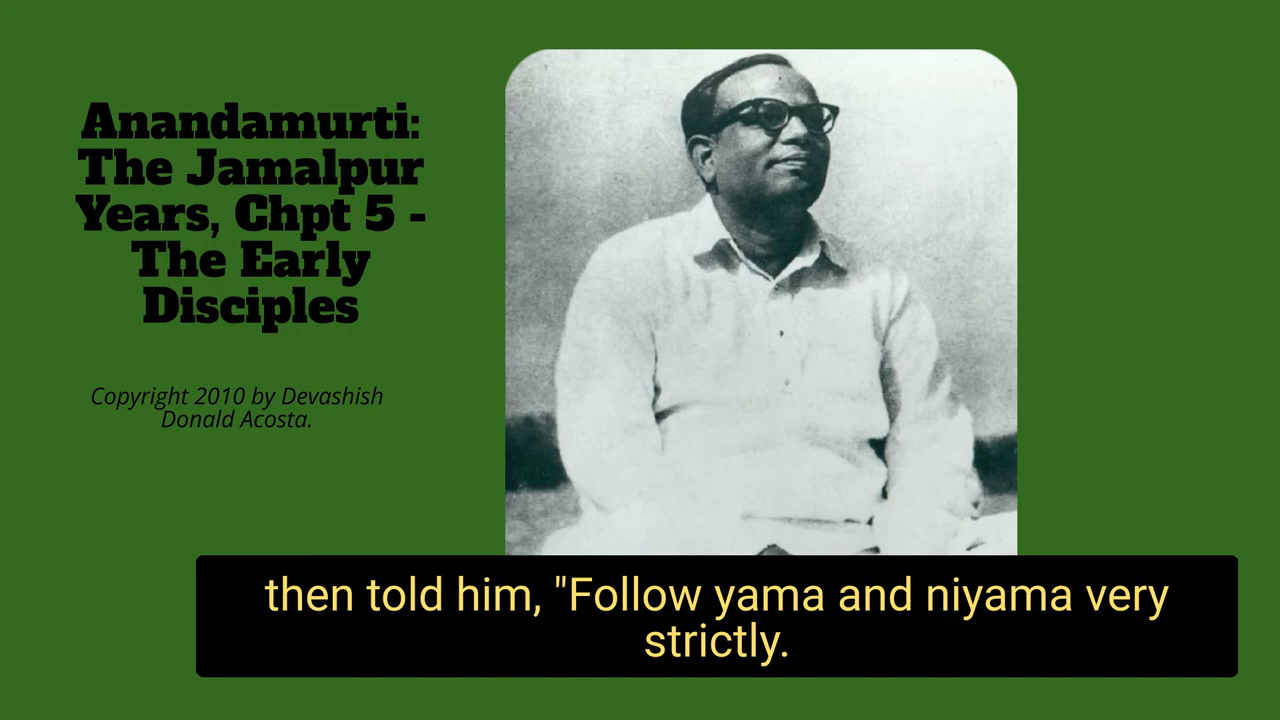 Anandamurti:
The Jamalpur
Years, Chpt 5 -
The Early
Disciples
Copyright 2010 by Devashish
Donald Acosta.
then told him, "Follow yama and niyama very
strictly.